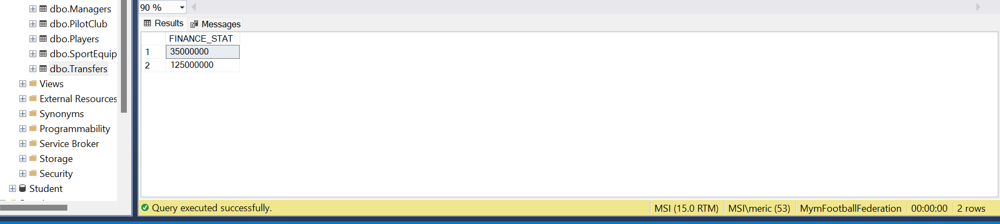 dbo.Managers
dbo.PilotClub
dbo.Players
dbo.SportEquip
dbo.Transfers
Views
External Resources
Synonyms
Programmability
Service Broker
Storage
Security
Student
90 %
Results Messages
FINANCE_STAT
1 35000000
2 125000000
Query executed successfully. MSI (15.0 RTM) MSI\meric (53) MymFootballFederation 00:00:00 2 rows